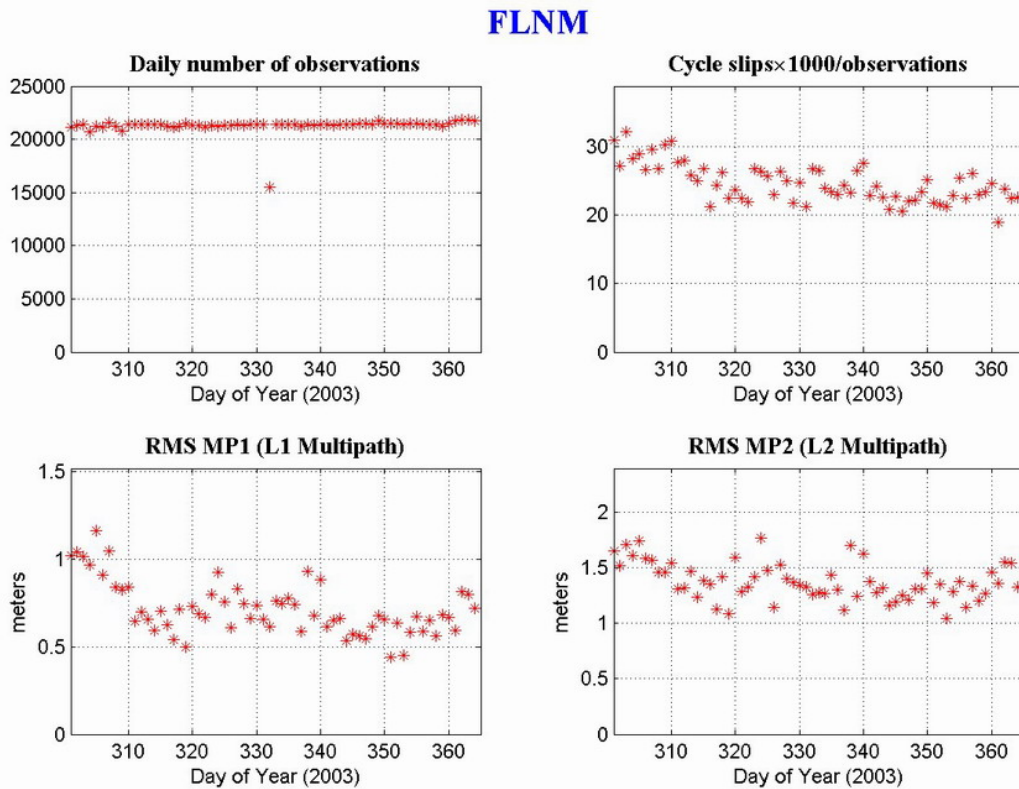 FLNM
Daily number of observations
25000
20000
15000
10000
5000
0
310 320 330 340 350 360
Day of Year (2003)
Cycle slips×1000/observations
30
20
10
0
310 320 330 340 350 360
Day of Year (2003)
RMS MP1 (L1 Multipath)
1.5
1
0.5
0
meters
310 320 330 340 350 360
Day of Year (2003)
RMS MP2 (L2 Multipath)
2
1.5
1
0.5
0
meters
310 320 330 340 350 360
Day of Year (2003)